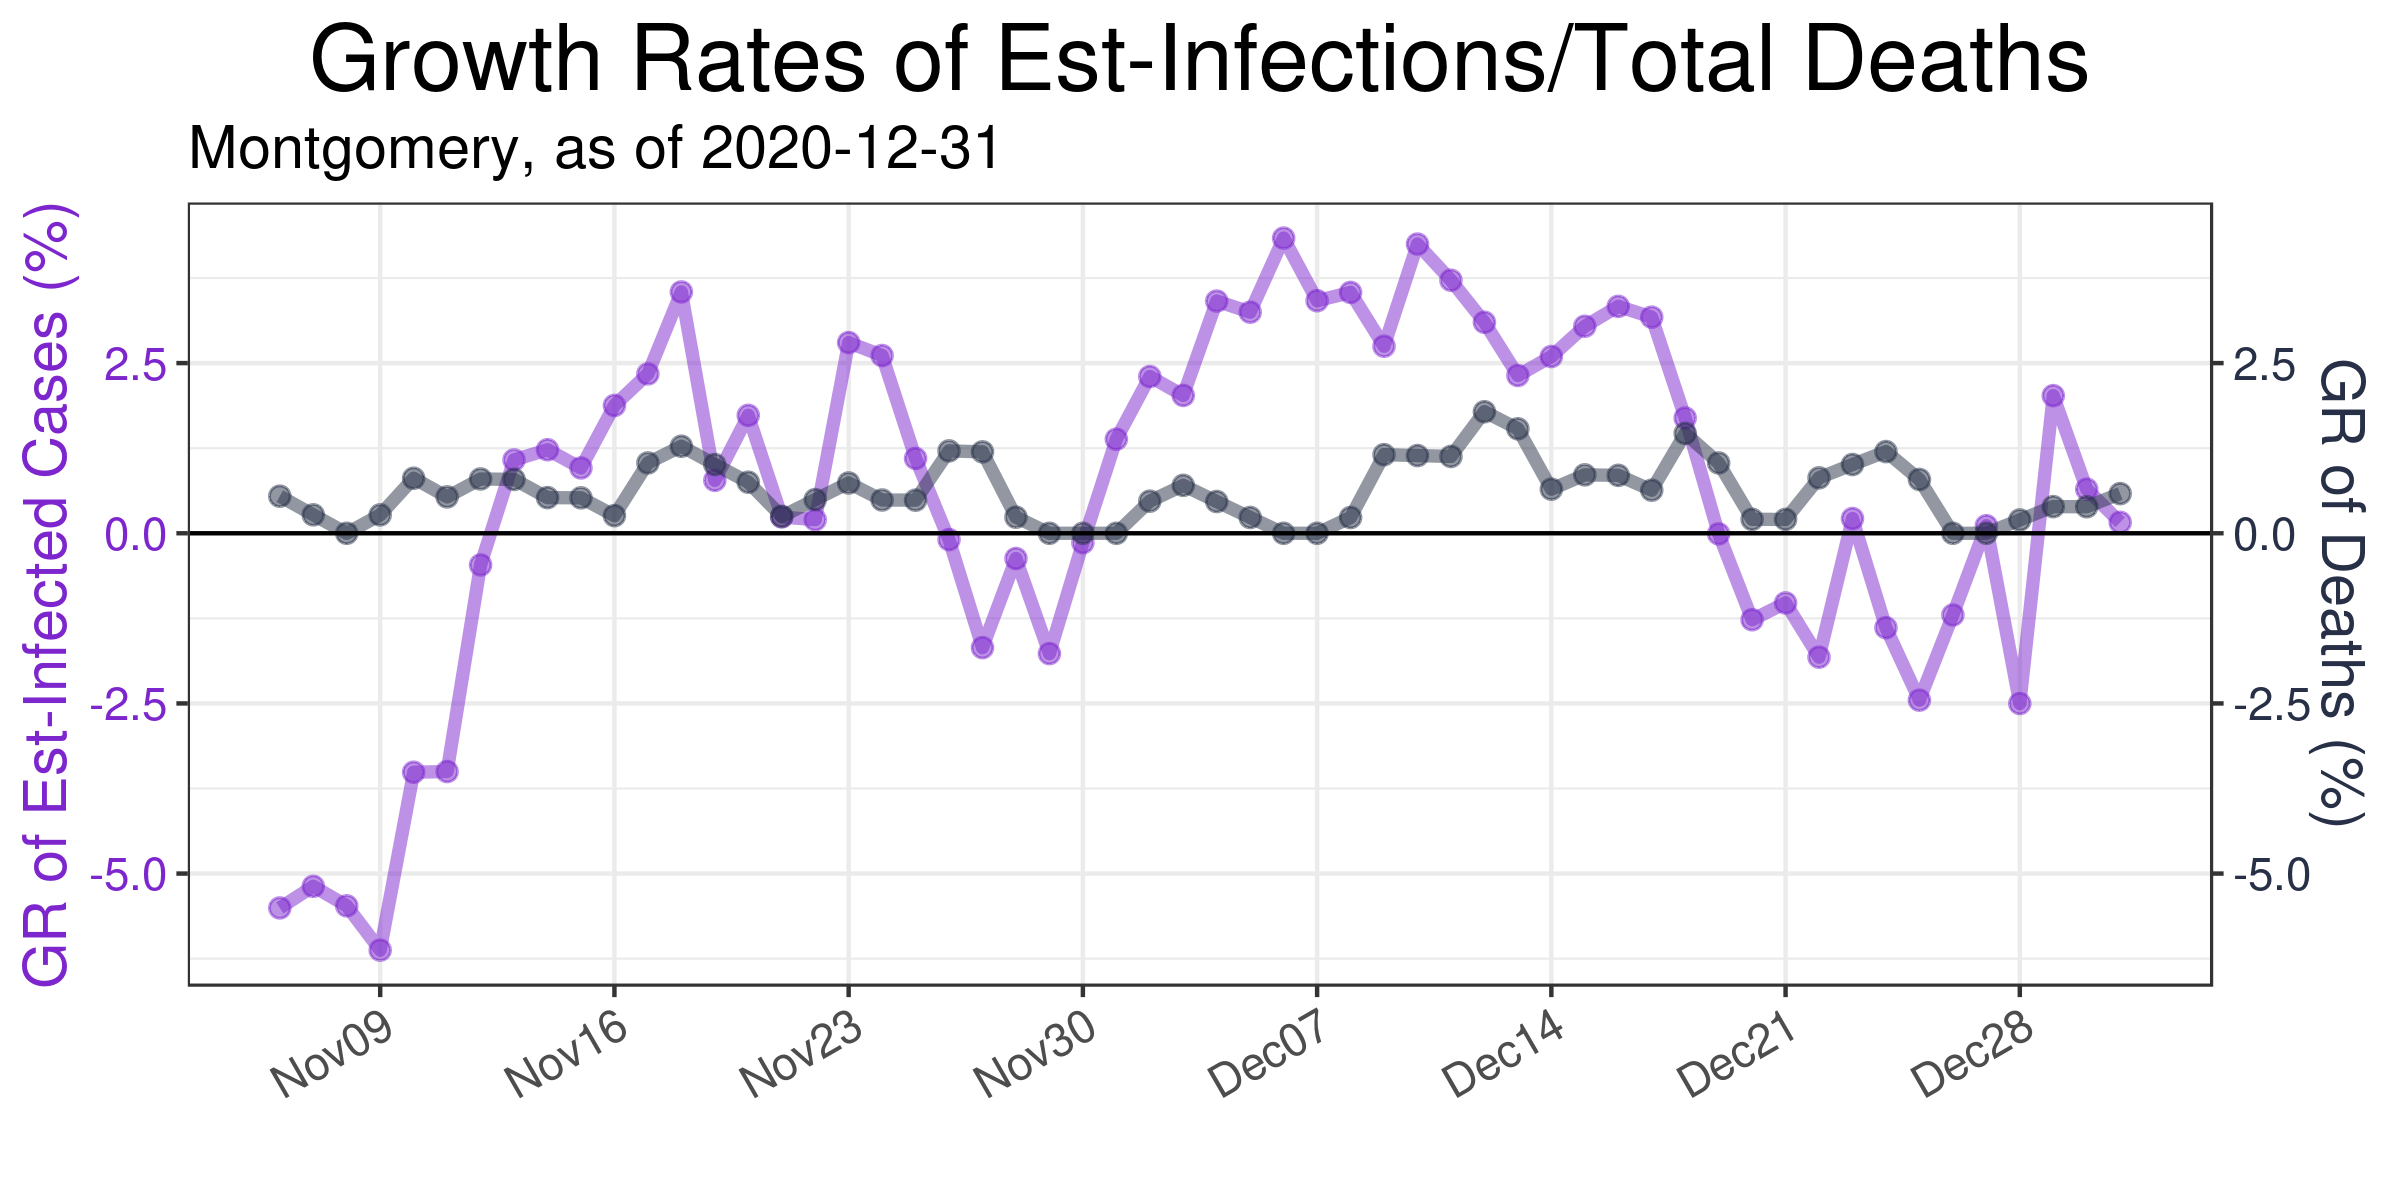 Growth Rates of Est-Infections/Total Deaths
Montgomery, as of 2020-12-31
GR of Est-Infected Cases (%)
2.5
0.0
-2.5
-5.0
2.5
0.0
-2.5
-5.0
GR of Deaths (%)
Nov09
Nov16
Nov23
Nov30
Dec07
Dec14
Dec21
Dec28